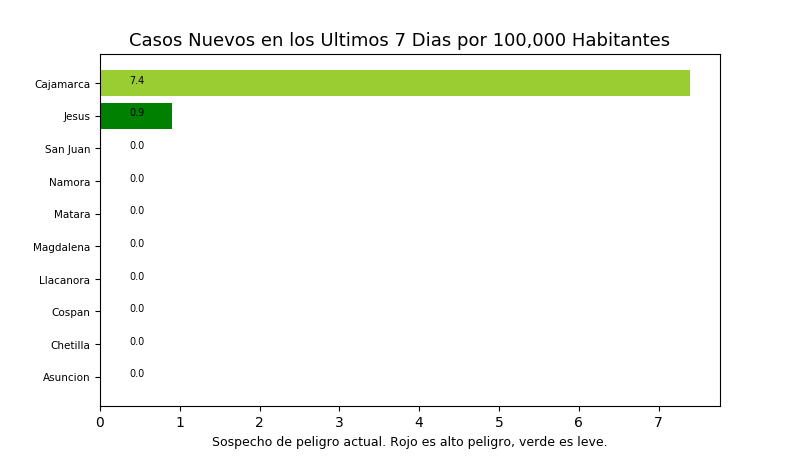 Casos Nuevos en los Ultimos 7 Dias por 100,000 Habitantes
Cajamarca 7.4
Jesus 0.9
San Juan 0.0
Namora 0.0
Matara 0.0
Magdalena 0.0
Llacanora 0.0
Cospan 0.0
Chetilla 0.0
Asuncion 0.0
0 1 2 3 4 5 6 7
Sospecho de peligro actual. Rojo es alto peligro, verde es leve.